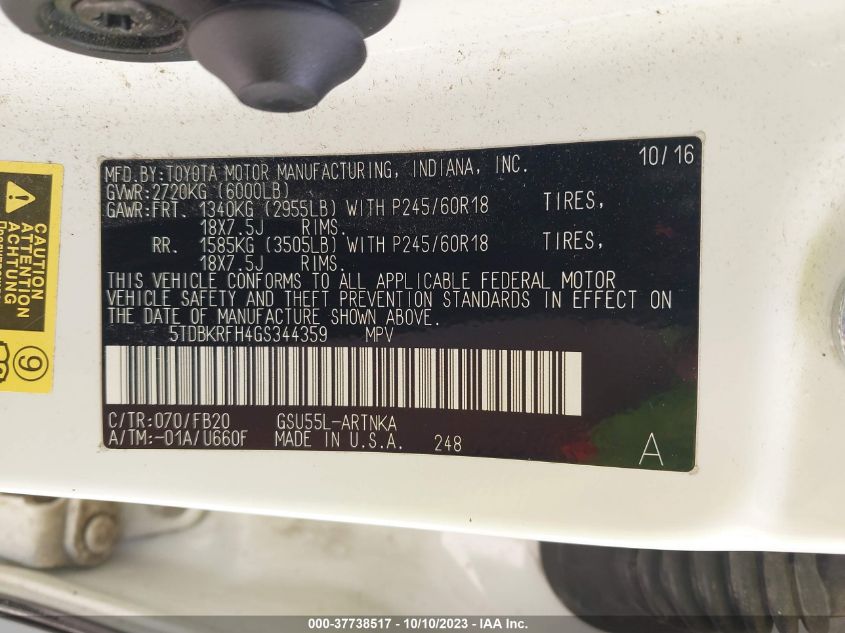 MFD.BY:TOYOTA MOTOR MANUFACTURING, INDIANA, INC. 10/16
GVWR:2720KG (6000LB)
GAWR:FRT. 1340KG (2955LB) WITH P245/60R18 TIRES,
18X7.5J RIMS.
RR. 1585KG (3505LB) WITH P245/60R18 TIRES,
18X7.5J RIMS.
THIS VEHICLE CONFORMS TO ALL APPLICABLE FEDERAL MOTOR
VEHICLE SAFETY AND THEFT PREVENTION STANDARDS IN EFFECT ON
THE DATE OF MANUFACTURE SHOWN ABOVE.
5TDBKRFH4GS344359 MPV
C/TR:070/FB20 GSU55L-ARTNKA
A/TM:-01A/U660F MADE IN U.S.A. 248
A
CAUTION
ATTENTION
ACHTUNG
9
000-37738517 - 10/10/2023 - IAA Inc.